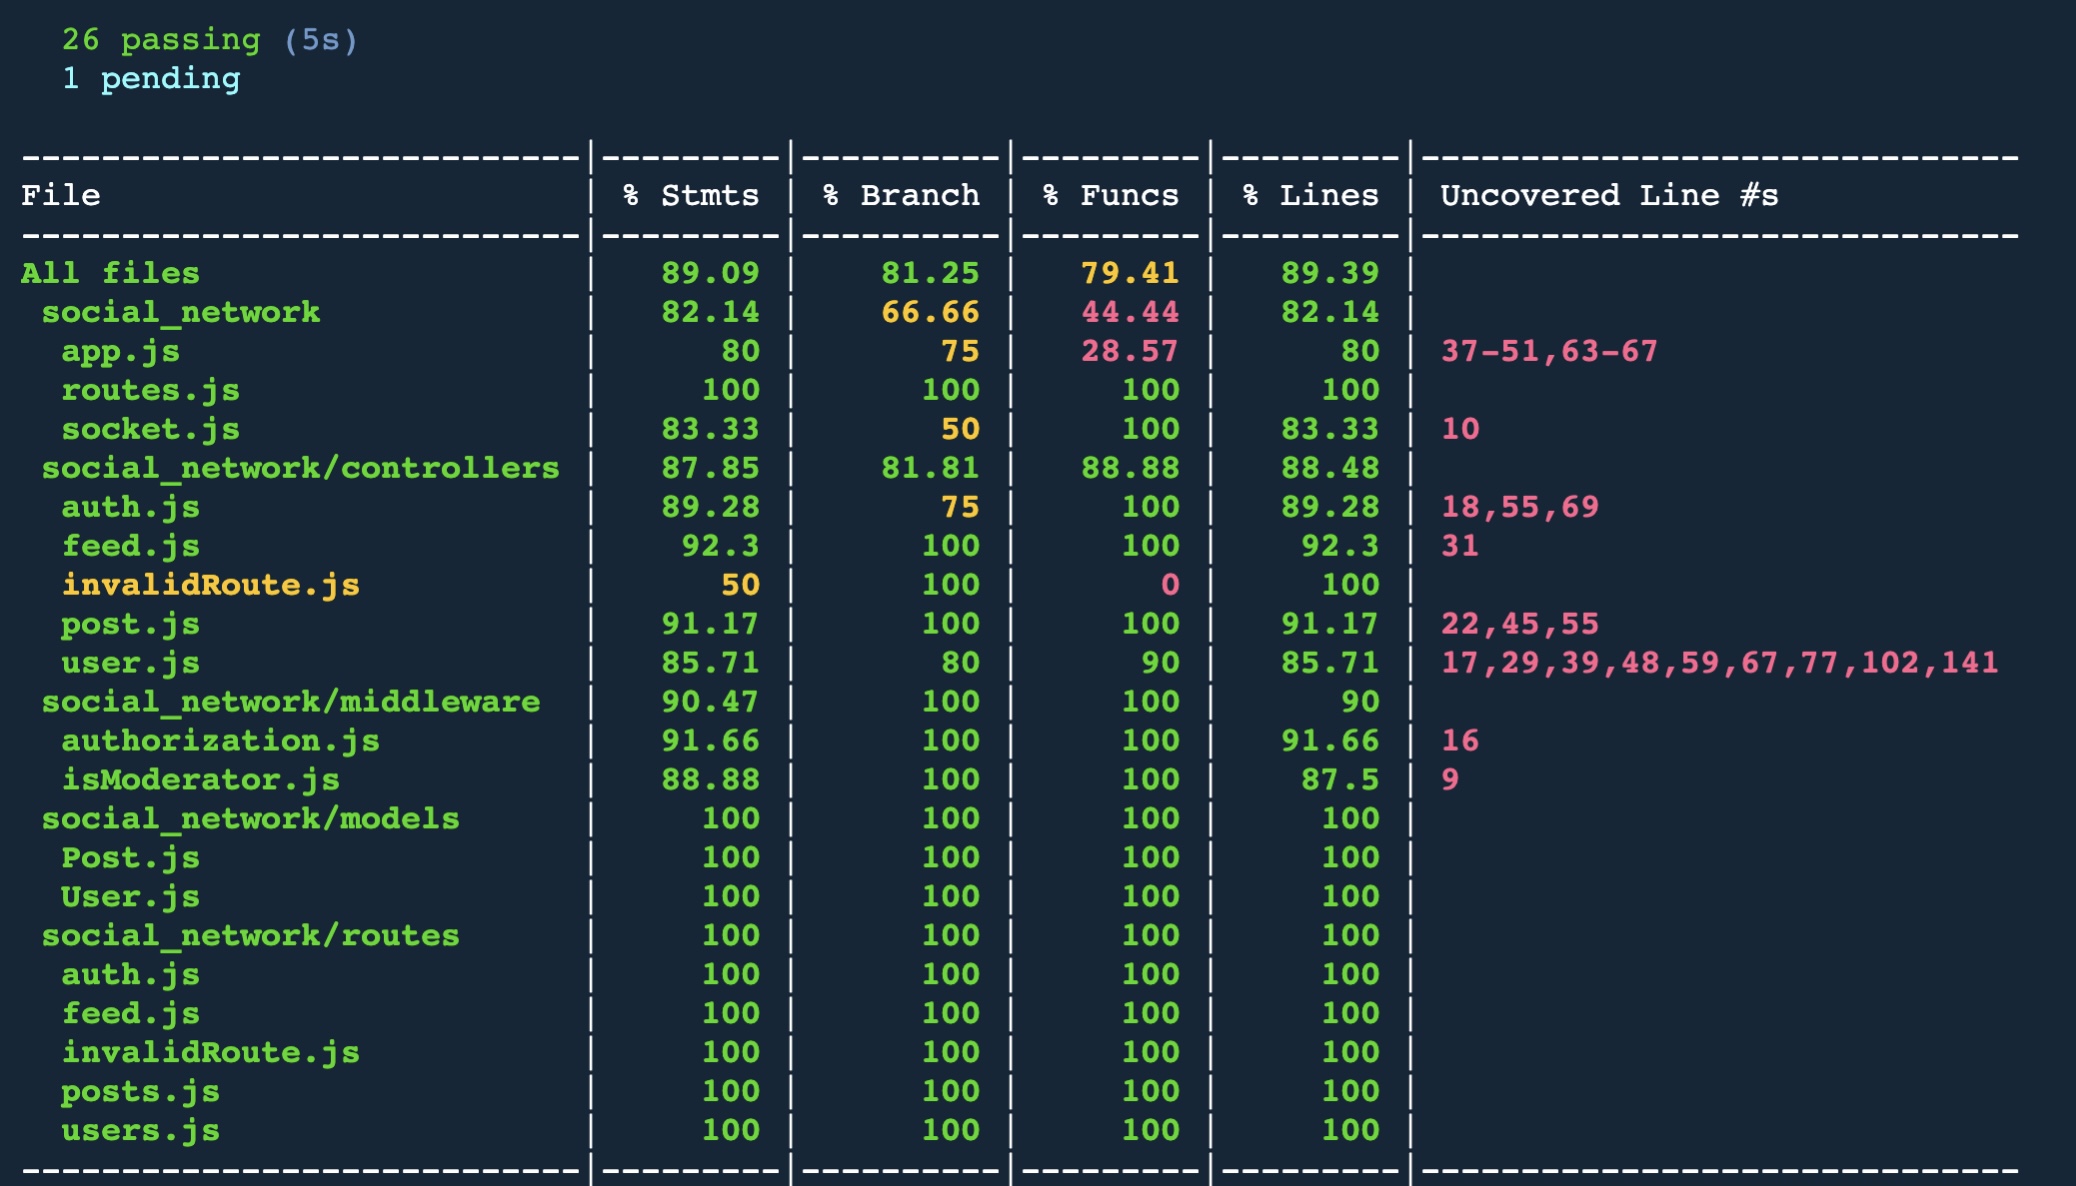 26 passing (5s)
1 pending
----------------------------|---------|----------|---------|---------|------------------------------
File                        | % Stmts | % Branch | % Funcs | % Lines | Uncovered Line #s
----------------------------|---------|----------|---------|---------|------------------------------
All files                   |   89.09 |    81.25 |   79.41 |   89.39 |
 social_network             |   82.14 |    66.66 |   44.44 |   82.14 |
  app.js                    |      80 |       75 |   28.57 |      80 | 37-51,63-67
  routes.js                 |     100 |      100 |     100 |     100 |
  socket.js                 |   83.33 |       50 |     100 |   83.33 | 10
 social_network/controllers |   87.85 |    81.81 |   88.88 |   88.48 |
  auth.js                   |   89.28 |       75 |     100 |   89.28 | 18,55,69
  feed.js                   |    92.3 |      100 |     100 |    92.3 | 31
  invalidRoute.js           |      50 |      100 |       0 |     100 |
  post.js                   |   91.17 |      100 |     100 |   91.17 | 22,45,55
  user.js                   |   85.71 |       80 |      90 |   85.71 | 17,29,39,48,59,67,77,102,141
 social_network/middleware  |   90.47 |      100 |     100 |      90 |
  authorization.js          |   91.66 |      100 |     100 |   91.66 | 16
  isModerator.js            |   88.88 |      100 |     100 |    87.5 | 9
 social_network/models      |     100 |      100 |     100 |     100 |
  Post.js                   |     100 |      100 |     100 |     100 |
  User.js                   |     100 |      100 |     100 |     100 |
 social_network/routes      |     100 |      100 |     100 |     100 |
  auth.js                   |     100 |      100 |     100 |     100 |
  feed.js                   |     100 |      100 |     100 |     100 |
  invalidRoute.js           |     100 |      100 |     100 |     100 |
  posts.js                  |     100 |      100 |     100 |     100 |
  users.js                  |     100 |      100 |     100 |     100 |
----------------------------|---------|----------|---------|---------|------------------------------